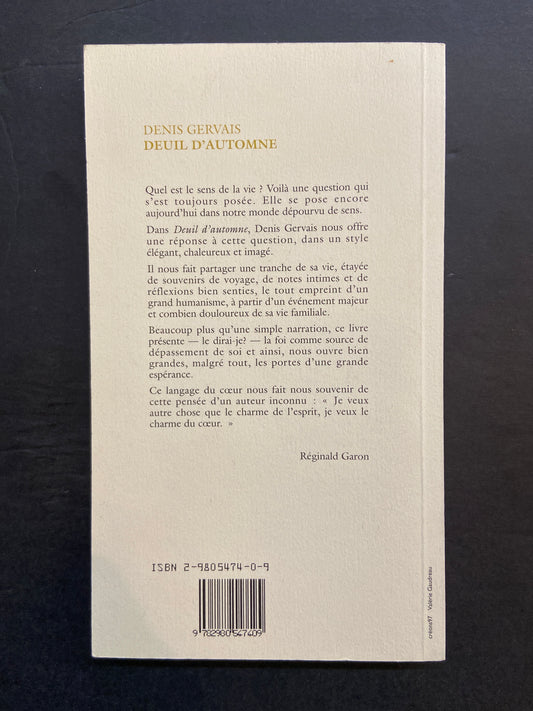 DENIS GERVAIS
DEUIL D'AUTOMNE
Quel est le sens de la vie ? Voilà une question qui
s'est toujours posée. Elle se pose encore
aujourd'hui dans notre monde dépourvu de sens.
Dans Deuil d'automne, Denis Gervais nous offre
une réponse à cette question, dans un style
élégant, chaleureux et imagé.
Il nous fait partager une tranche de sa vie, étayée
de souvenirs de voyage, de notes intimes et de
réflexions bien senties, le tout empreint d'un
grand humanisme, à partir d'un événement majeur
et combien douloureux de sa vie familiale.
Beaucoup plus qu'une simple narration, ce livre
présente — le dirai-je? — la foi comme source de
dépassement de soi et ainsi, nous ouvre bien
grandes, malgré tout, les portes d'une grande
espérance.
Ce langage du cœur nous fait nous souvenir de
cette pensée d'un auteur inconnu : « Je veux
autre chose que le charme de l'esprit, je veux le
charme du cœur. »
Réginald Garon
ISBN 2-9805474-0-9
9 782980 547409
créons97 Valérie Gaudreau